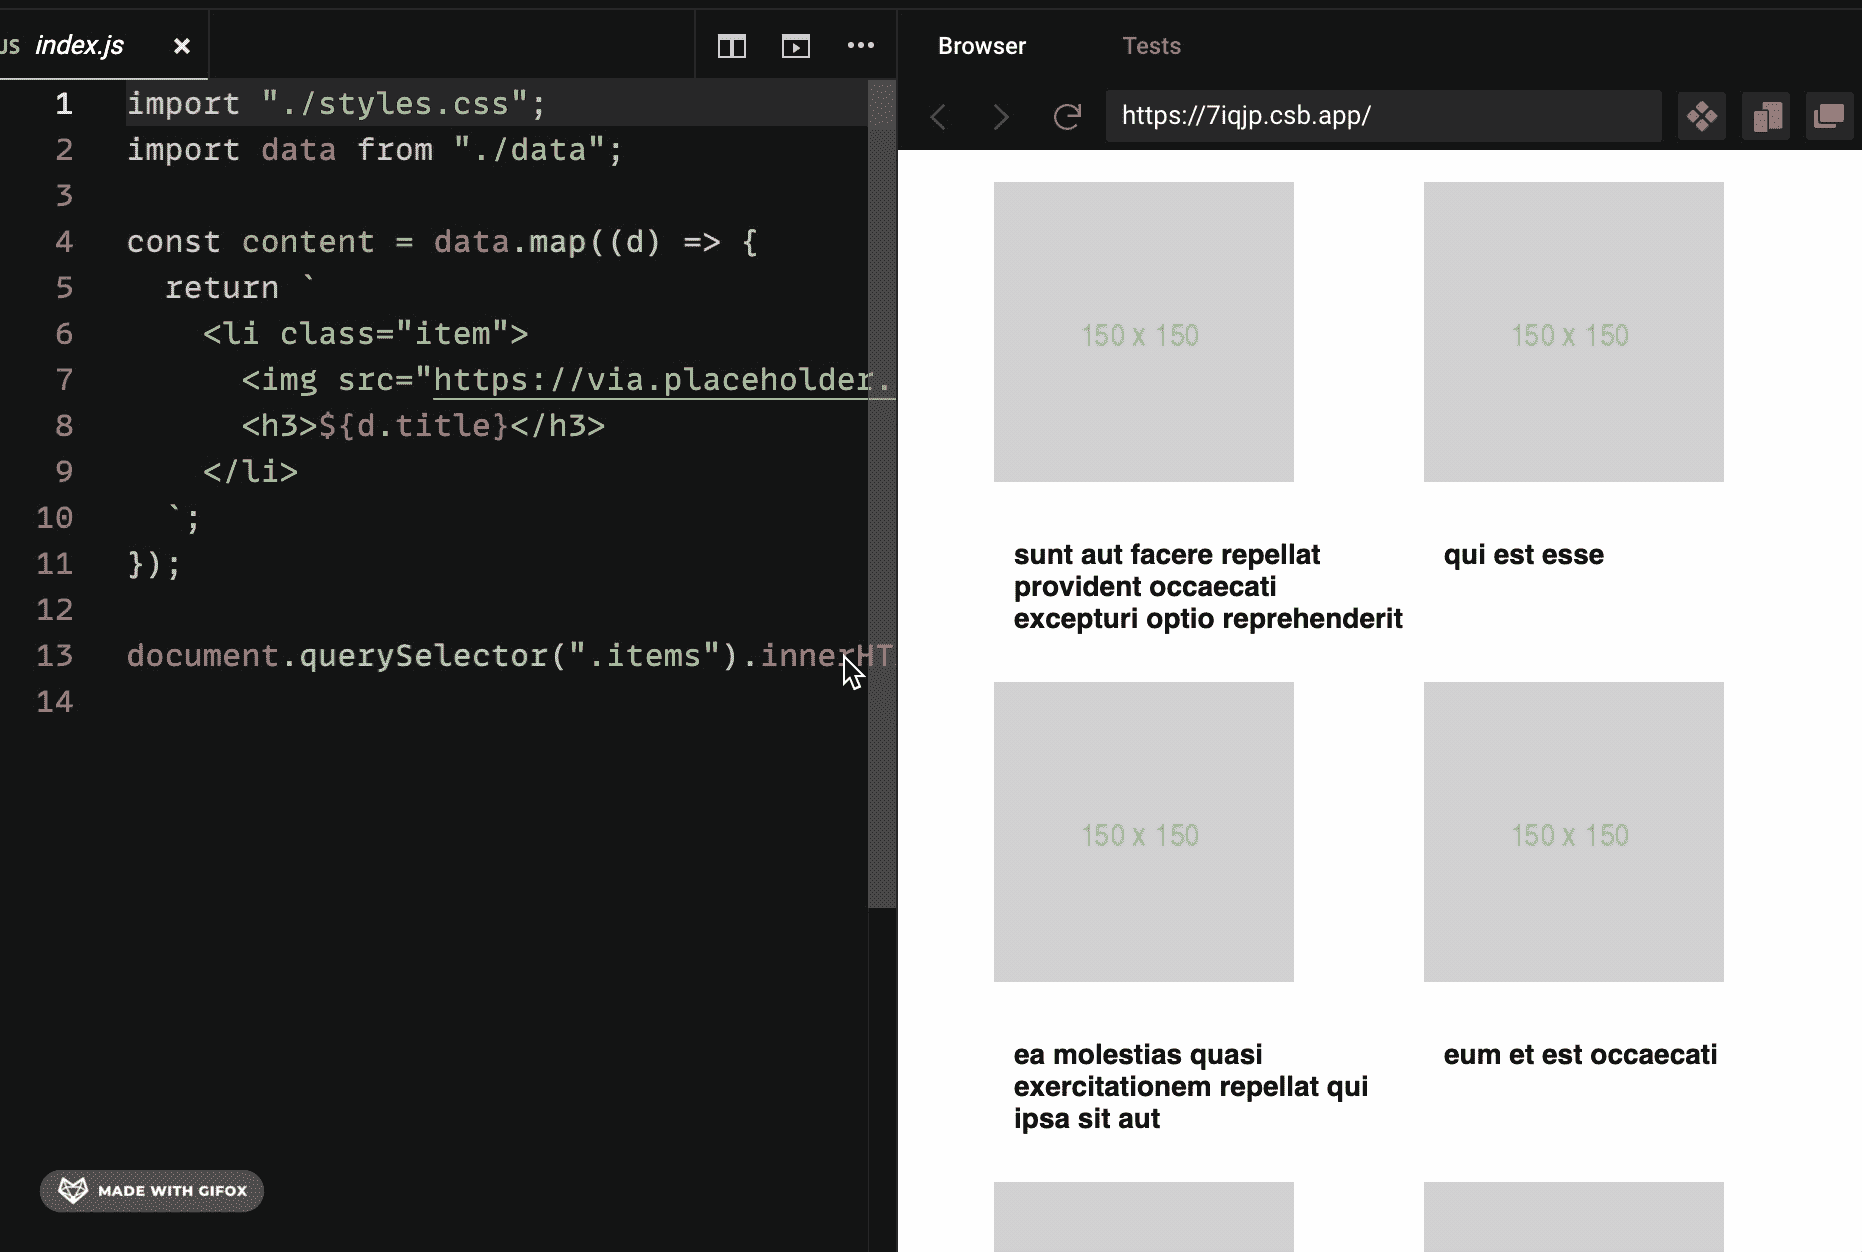 JS index.js ×
1 import "./styles.css";
2 import data from "./data";
3
4 const content = data.map((d) => {
5 return `
6 <li class="item">
7 <img src="https://via.placeholder.
8 <h3>${d.title}</h3>
9 </li>
10 `;
11 });
12
13 document.querySelector(".items").innerHT
14
MADE WITH GIFOX
Browser Tests
https://7iqjp.csb.app/
150 x 150
150 x 150
sunt aut facere repellat
provident occaecati
excepturi optio reprehenderit
qui est esse
150 x 150
150 x 150
ea molestias quasi
exercitationem repellat qui
ipsa sit aut
eum et est occaecati